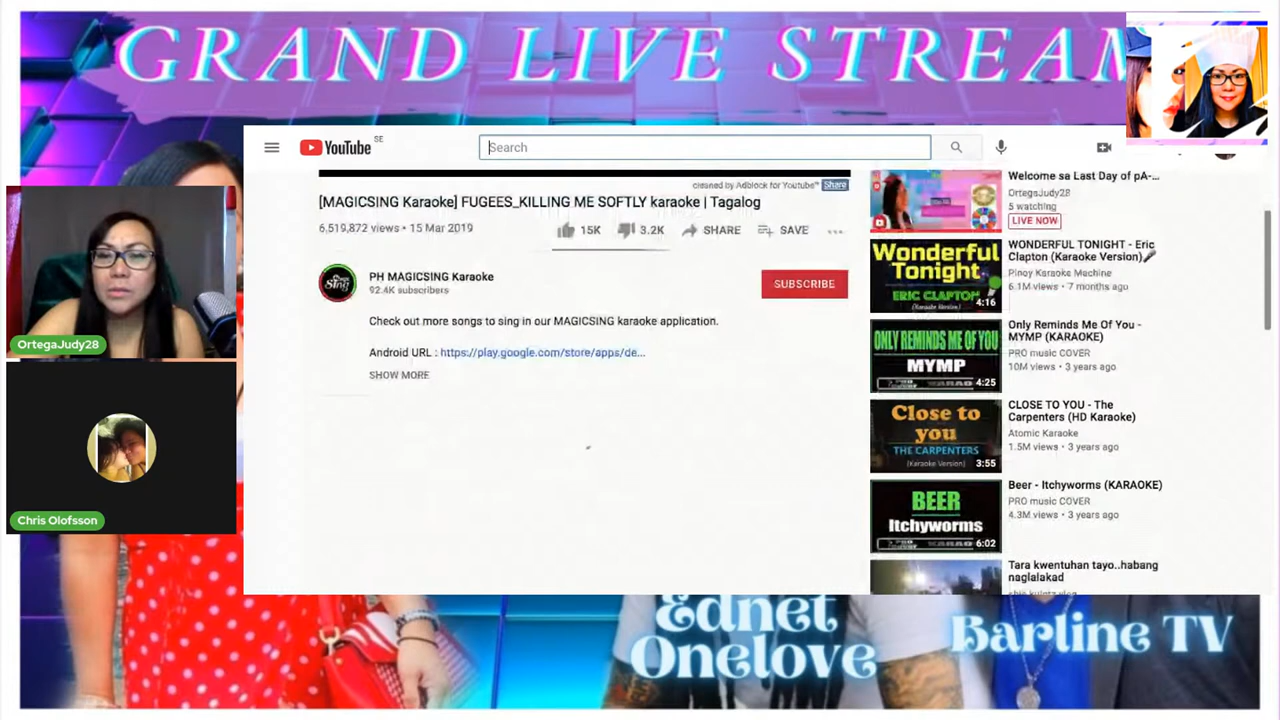 GRAND LIVE STREAM
YouTube SE
Search
cleaned by Adblock for Youtube™ Share
[MAGICSING Karaoke] FUGEES_KILLING ME SOFTLY karaoke | Tagalog
6,519,872 views • 15 Mar 2019
15K
3.2K
SHARE
SAVE
PH MAGICSING Karaoke
92.4K subscribers
SUBSCRIBE
Check out more songs to sing in our MAGICSING karaoke application.
Android URL : https://play.google.com/store/apps/de...
SHOW MORE
Welcome sa Last Day of pA-...
OrtegaJudy28
5 watching
LIVE NOW
Wonderful
Tonight
ERIC CLAPTON
(Karaoke Version)
4:16
WONDERFUL TONIGHT - Eric
Clapton (Karaoke Version)🎤
Pinoy Karaoke Machine
6.1M views • 7 months ago
ONLY REMINDS ME OF YOU
MYMP
4:25
Only Reminds Me Of You -
MYMP (KARAOKE)
PRO music COVER
10M views • 3 years ago
Close to
you
THE CARPENTERS
(Karaoke Version)
3:55
CLOSE TO YOU - The
Carpenters (HD Karaoke)
Atomic Karaoke
1.5M views • 3 years ago
BEER
Itchyworms
6:02
Beer - Itchyworms (KARAOKE)
PRO music COVER
4.3M views • 3 years ago
Tara kwentuhan tayo..habang
naglalakad
OrtegaJudy28
Chris Olofsson
Ednet
Onelove
Barline TV